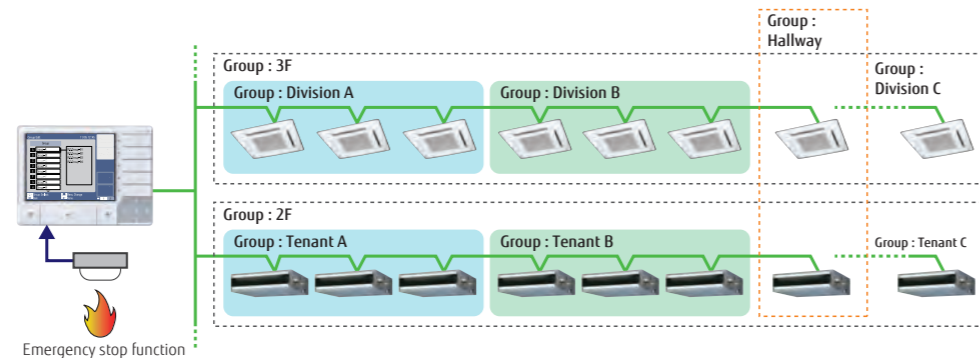 Group :
Hallway
Group : 3F
Group :
Division C
Group : Division A
Group : Division B
Group : 2F
Group : Tenant A
Group : Tenant B
Group : Tenant C
Emergency stop function